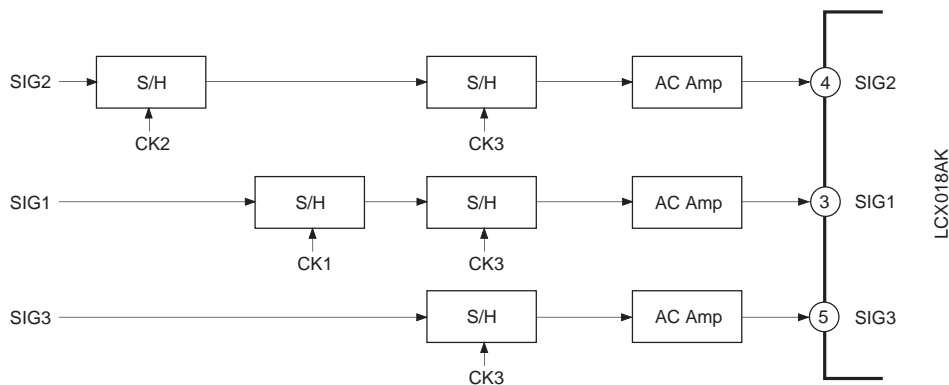 SIG2 S/H S/H AC Amp 4 SIG2
CK2 CK3
SIG1 S/H S/H AC Amp 3 SIG1
CK1 CK3
SIG3 S/H AC Amp 5 SIG3
CK3
LCX018AK